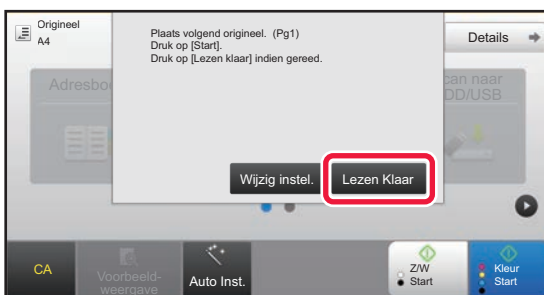 Origineel
A4
Plaats volgend origineel. (Pg1)
Druk op [Start].
Druk op [Lezen klaar] indien gereed.
Details
Adresbo
can naar
DD/USB
Wijzig instel.
Lezen Klaar
CA
Voorbeeld-
weergave
Auto Inst.
Z/W
Start
Kleur
Start